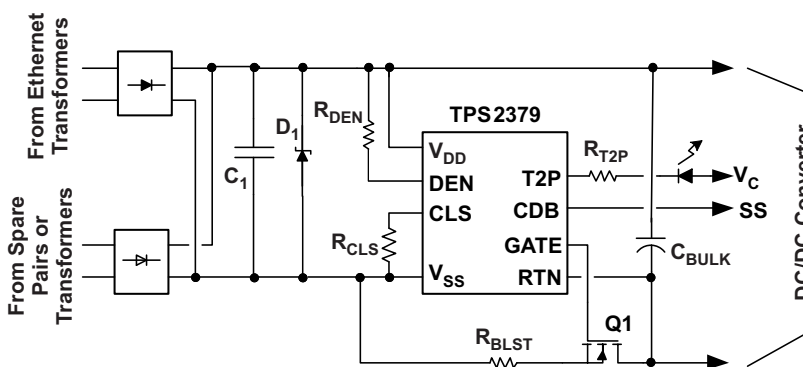 From Ethernet
Transformers
From Spare
Pairs or
Transformers
C1
D1
RDEN
RCLS
TPS2379
VDD
DEN
CLS
VSS
T2P
CDB
GATE
RTN
RT2P
VC
SS
CBULK
RBLST
Q1
DC/DC Converter